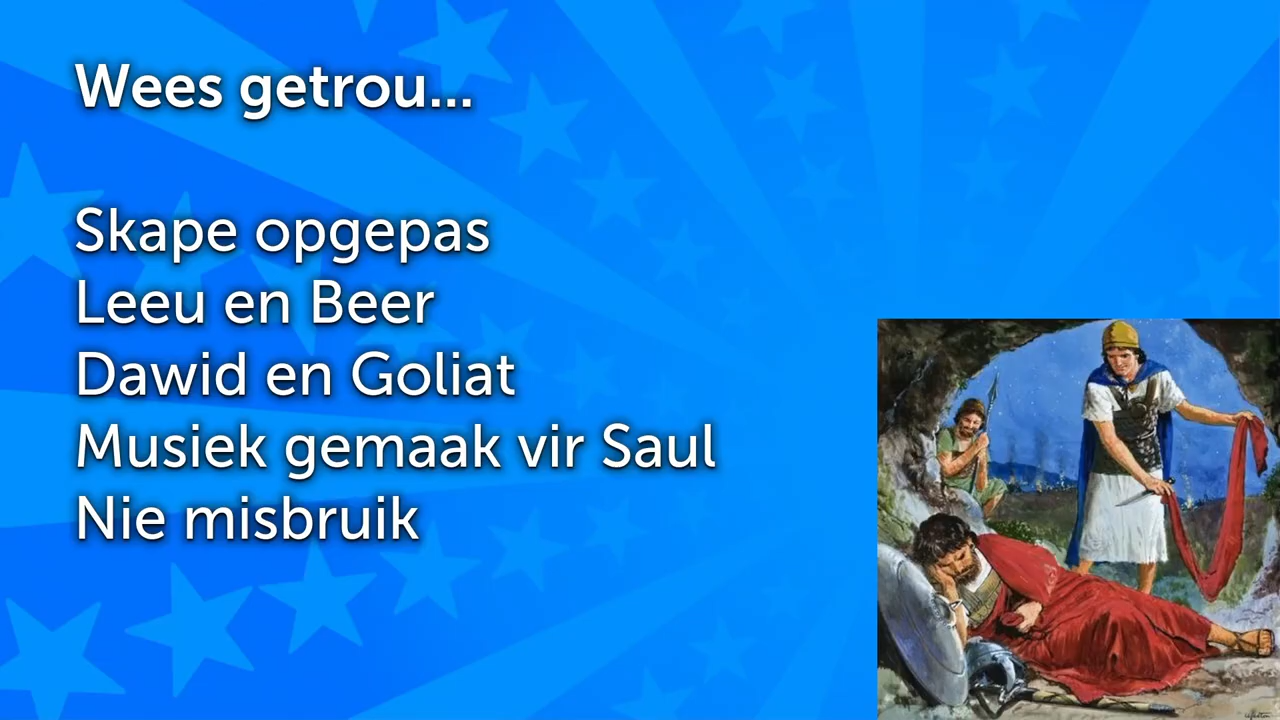 Wees getrou...
Skape opgepas
Leeu en Beer
Dawid en Goliat
Musiek gemaak vir Saul
Nie misbruik